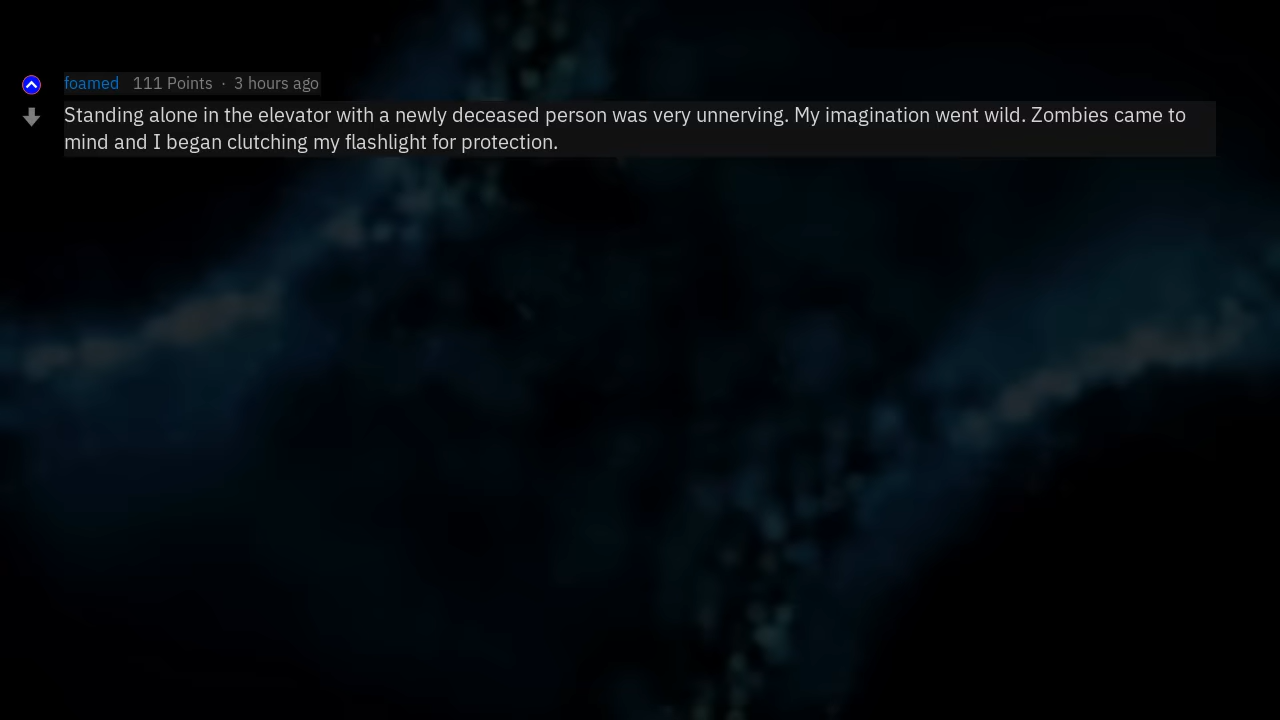 foamed 111 Points · 3 hours ago
Standing alone in the elevator with a newly deceased person was very unnerving. My imagination went wild. Zombies came to
mind and I began clutching my flashlight for protection.